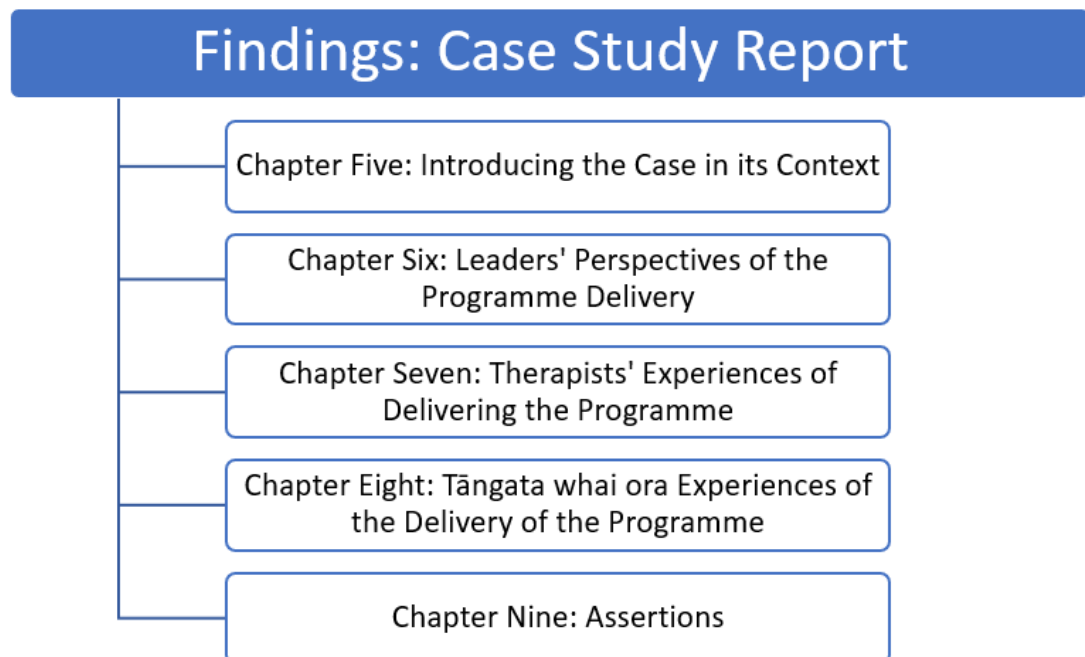 Findings: Case Study Report
Chapter Five: Introducing the Case in its Context
Chapter Six: Leaders' Perspectives of the
Programme Delivery
Chapter Seven: Therapists' Experiences of
Delivering the Programme
Chapter Eight: Tāngata whai ora Experiences of
the Delivery of the Programme
Chapter Nine: Assertions